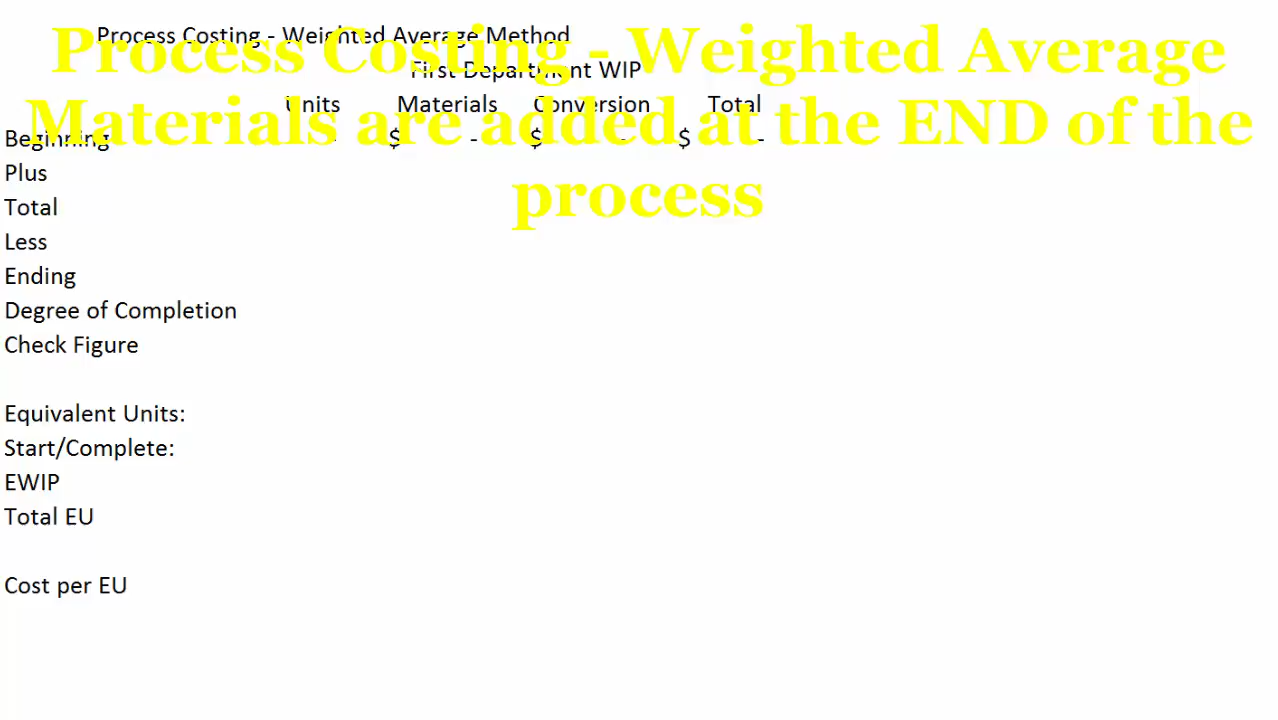 Process Costing - Weighted Average
Materials are added at the END of the
process
Process Costing - Weighted Average Method
First Department WIP
Units Materials Conversion Total
Beginning - $ - $ - $ -
Plus
Total
Less
Ending
Degree of Completion
Check Figure
Equivalent Units:
Start/Complete:
EWIP
Total EU
Cost per EU